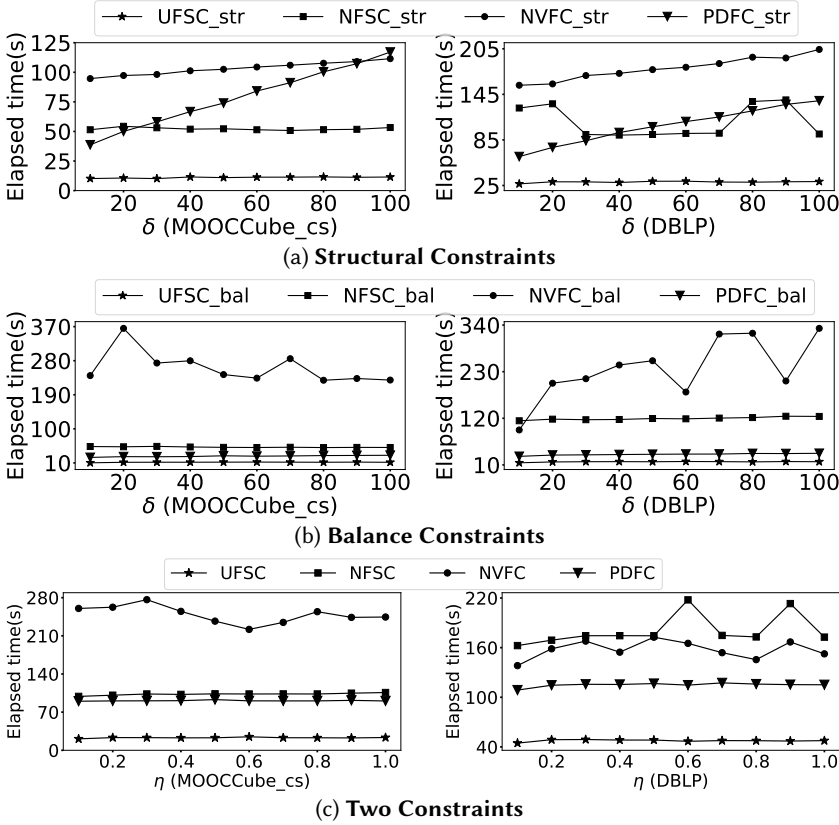 UFSC_str NFSC_str NVFC_str PDFC_str
Elapsed time(s)
125
100
75
50
25
0
20 40 60 80 100
δ (MOOCCube_cs)
Elapsed time(s)
205
145
85
25
20 40 60 80 100
δ (DBLP)
(a) Structural Constraints
UFSC_bal NFSC_bal NVFC_bal PDFC_bal
Elapsed time(s)
370
280
190
100
10
20 40 60 80 100
δ (MOOCCube_cs)
Elapsed time(s)
340
230
120
10
20 40 60 80 100
δ (DBLP)
(b) Balance Constraints
UFSC NFSC NVFC PDFC
Elapsed time(s)
280
210
140
70
0
0.2 0.4 0.6 0.8 1.0
η (MOOCCube_cs)
Elapsed time(s)
220
160
100
40
0.2 0.4 0.6 0.8 1.0
η (DBLP)
(c) Two Constraints